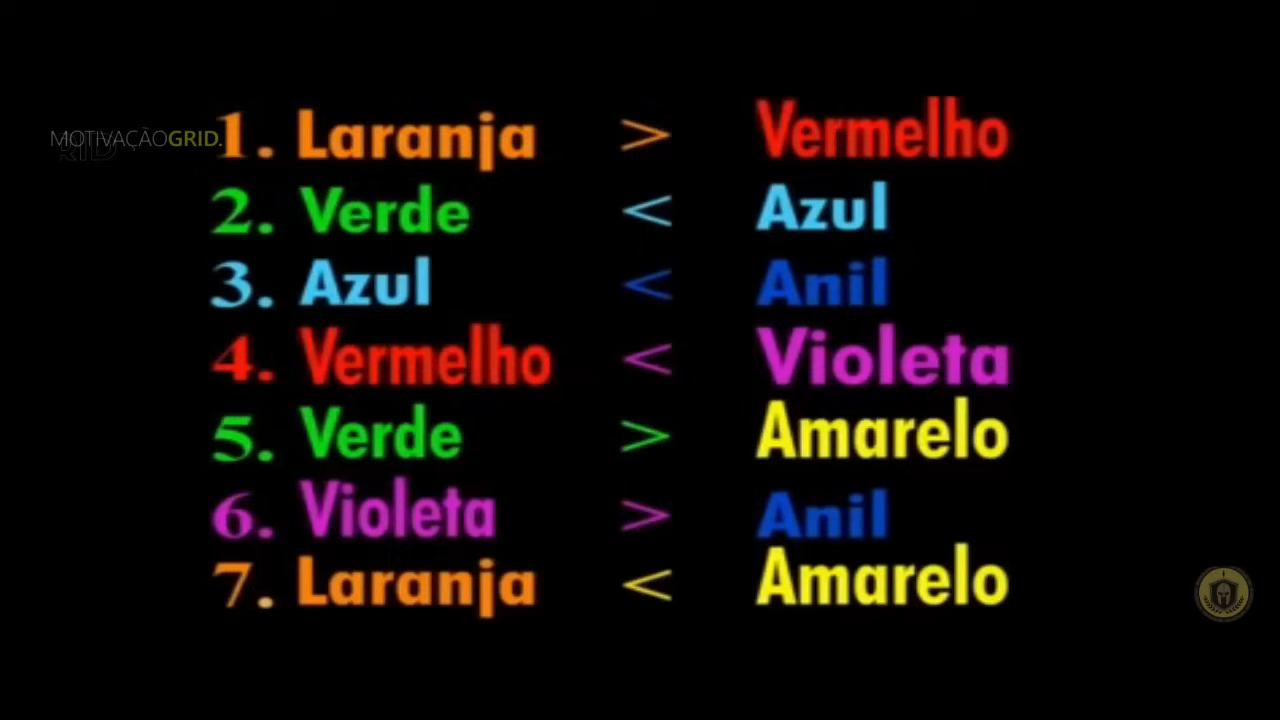 MOTIVAÇÃOGRID.
1. Laranja > Vermelho
2. Verde < Azul
3. Azul < Anil
4. Vermelho < Violeta
5. Verde > Amarelo
6. Violeta > Anil
7. Laranja < Amarelo